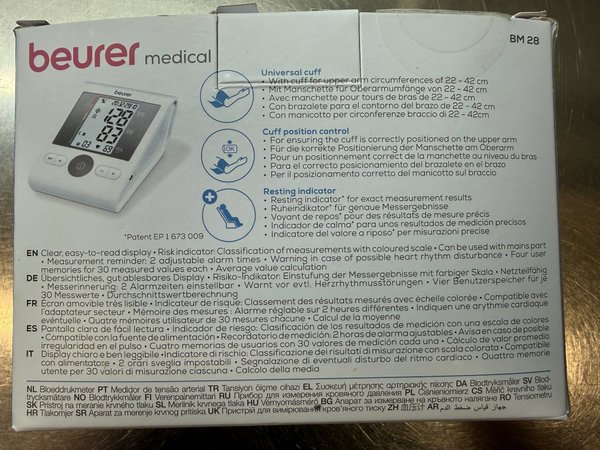 beurer medical
BM 28
Universal cuff
• With cuff for upper arm circumferences of 22 - 42 cm
• Mit Manschette für Oberarmumfänge von 22 - 42 cm
• Avec manchette pour tours de bras de 22 - 42 cm
• Con brazalete para el contorno del brazo de 22 - 42 cm
• Con manicotto per circonferenze braccio di 22 - 42cm
beurer
128
83
Cuff position control
• For ensuring the cuff is correctly positioned on the upper arm
• Für die korrekte Positionierung der Manschette am Oberarm
• Pour un positionnement correct de la manchette au niveau du bras
• Para el correcto posicionamiento del brazalete en el brazo
• Per il posizionamento corretto del manicotto sul braccio
OK
Resting indicator
• Resting indicator* for exact measurement results
• Ruheindikator* für genaue Messergebnisse
• Voyant de repos* pour des résultats de mesure précis
• Indicador de calma* para unos resultados de medición precisos
• Indicatore del valore a riposo* per misurazioni precise
*Patent EP 1 673 009
EN Clear, easy-to-read display • Risk indicator: Classification of measurements with coloured scale • Can be used with mains part
• Measurement reminder: 2 adjustable alarm times • Warning in case of possible heart rhythm disturbance • Four user
memories for 30 measured values each • Average value calculation
DE Übersichtliches, gut ablesbares Display • Risiko-Indikator: Einstufung der Messergebnisse mit farbiger Skala • Netzteilfähig
• Messerinnerung: 2 Alarmzeiten einstellbar • Warnt vor evtl. Herzrhythmusstörungen • Vier Benutzerspeicher für je
30 Messwerte • Durchschnittswertberechnung
FR Écran amovible très lisible • Indicateur de risque: Classement des résultats mesurés avec échelle colorée • Compatible avec
l'adaptateur secteur • Mémoire des mesures : Alarme réglable sur 2 heures différentes • Indiquen une arythmie cardiaque
éventuelle • Quatre mémoires utilisateur de 30 mesures chacune • Calcul de la moyenne
ES Pantalla clara de fácil lectura • Indicador de riesgo: Clasificación de los resultados de medición con una escala de colores
• Compatible con la fuente de alimentación • Recordatorio de medición: 2 horas de alarma ajustables • Avisa en caso de posible
irregularidad en el pulso • Cuatro memorias de usuarios con 30 valores de medición cada una • Cálculo de valor promedio
IT Display chiaro e ben leggibile • Indicatore di rischio: Classificazione dei risultati di misurazione con scala colorata • Compatibile
con alimentatore • 2 orari sveglia impostabili • Segnalazione di eventuali disturbi del ritmo cardiaco • Quattro memorie
utente per 30 valori di misurazione ciascuna • Calcolo della media
NL Bloeddrukmeter PT Medidor de tensão arterial TR Tansiyon ölçme cihazı EL Συσκευή μέτρησης αρτηριακής πίεσης DA Blodtryksmåler SV Blod-
trycksmätare NO Blodtrykkmåler FI Verenpainemittari RU Прибор для измерения кровяного давления PL Ciśnieniomierz CS Krevní tlakoměr RO Tensiometru
SK Prístroj na meranie krvného tlaku SL Merilnik krvnega tlaka HU Vérnyomásmérő BG Апарат за измерване на кръвното налягане
HR Tlakomjer SR Aparat za merenje krvnog pritiska UK Пристрій для вимірювання кров'яного тиску ZH 血压计 AR جهاز قياس ضغط الدم